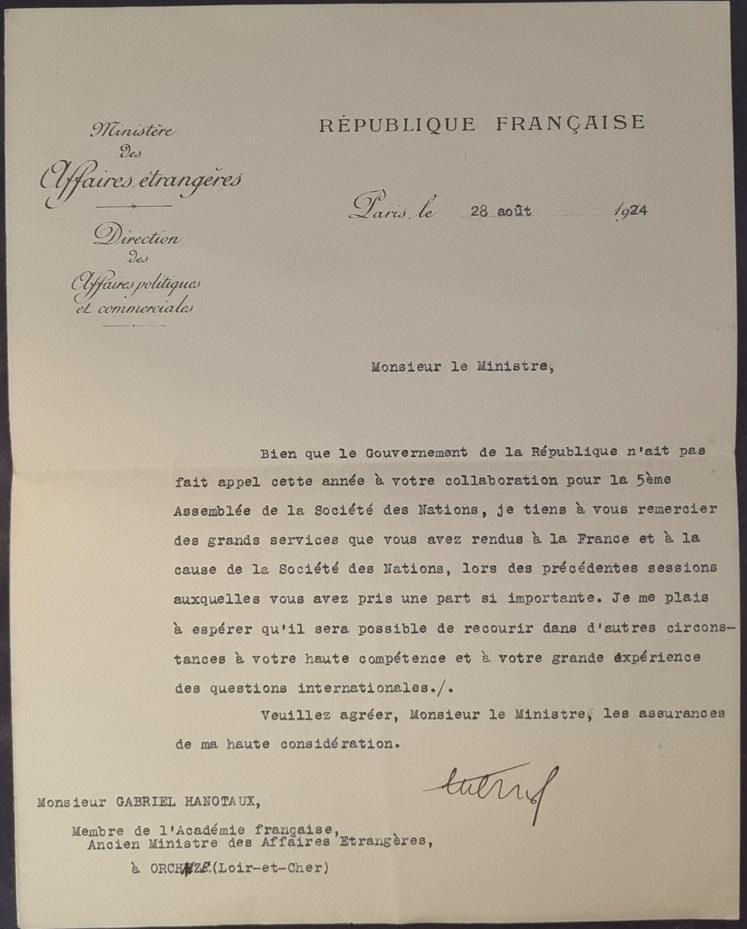 Ministère
des
Affaires étrangères
Direction
des
Affaires politiques
et commerciales
RÉPUBLIQUE FRANÇAISE
Paris, le 28 août 1924
Monsieur le Ministre,
Bien que le Gouvernement de la République n'ait pas
fait appel cette année à votre collaboration pour la 5ème
Assemblée de la Société des Nations, je tiens à vous remercier
des grands services que vous avez rendus à la France et à la
cause de la Société des Nations, lors des précédentes sessions
auxquelles vous avez pris une part si importante. Je me plais
à espérer qu'il sera possible de recourir dans d'autres circons-
tances à votre haute compétence et à votre grande expérience
des questions internationales./.
Veuillez agréer, Monsieur le Ministre, les assurances
de ma haute considération.
Monsieur GABRIEL HANOTAUX,
Membre de l'Académie française,
Ancien Ministre des Affaires Etrangères,
à (Loir-et-Cher)